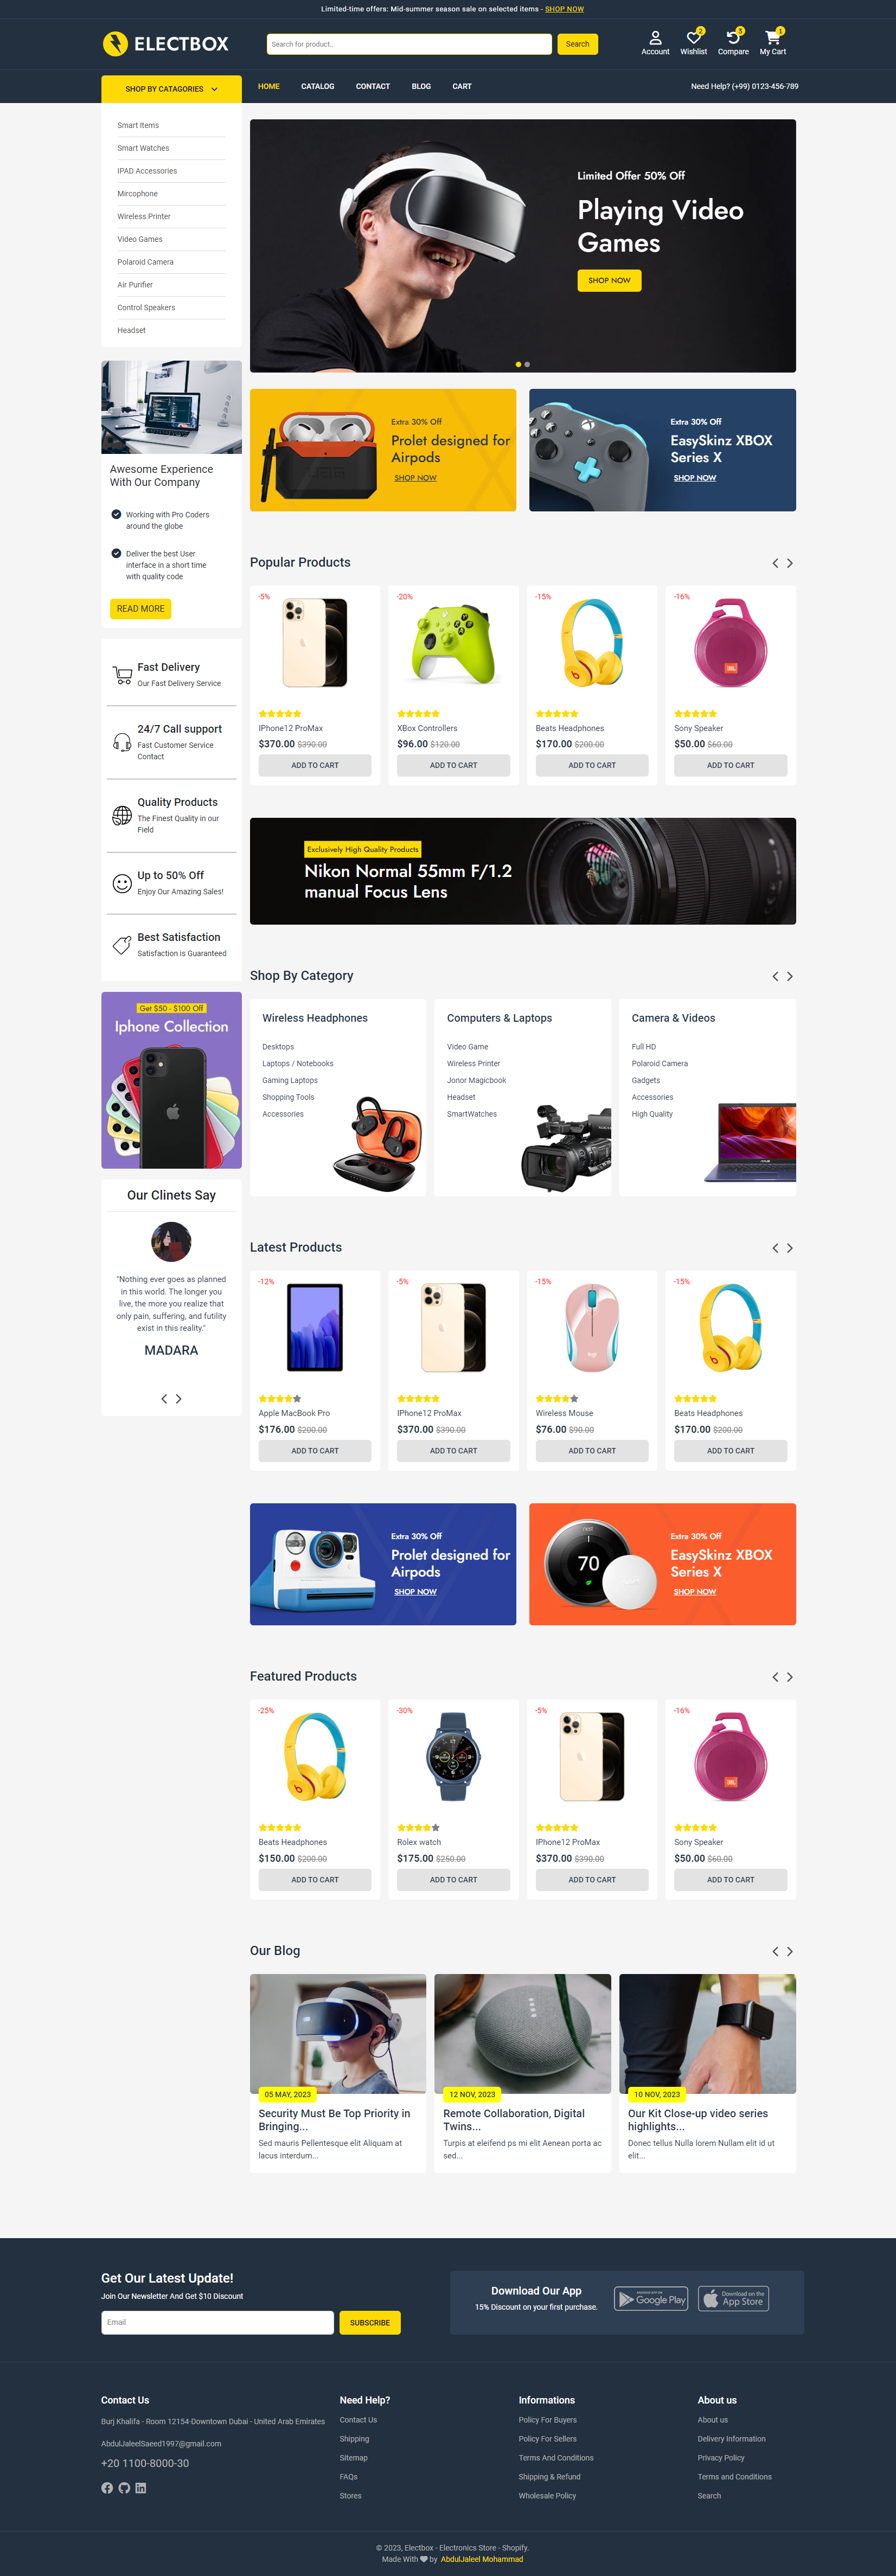 Limited-time offers: Mid-summer season sale on selected items - SHOP NOW
ELECTBOX
Search for product..
Search
2
5
1
Account
Wishlist
Compare
My Cart
SHOP BY CATAGORIES
HOME
CATALOG
CONTACT
BLOG
CART
Need Help? (+99) 0123-456-789
Smart Items
Smart Watches
IPAD Accessories
Mircophone
Wireless Printer
Video Games
Polaroid Camera
Air Purifier
Control Speakers
Headset
Limited Offer 50% Off
Playing Video
Games
SHOP NOW
Extra 30% Off
Prolet designed for
Airpods
SHOP NOW
Extra 30% Off
EasySkinz XBOX
Series X
SHOP NOW
Awesome Experience
With Our Company
Working with Pro Coders
around the globe
Deliver the best User
interface in a short time
with quality code
READ MORE
Fast Delivery
Our Fast Delivery Service
24/7 Call support
Fast Customer Service
Contact
Quality Products
The Finest Quality in our
Field
Up to 50% Off
Enjoy Our Amazing Sales!
Best Satisfaction
Satisfaction is Guaranteed
Get $50 - $100 Off
Iphone Collection
Our Clinets Say
"Nothing ever goes as planned
in this world. The longer you
live, the more you realize that
only pain, suffering, and futility
exist in this reality."
MADARA
Popular Products
-5%
IPhone12 ProMax
$370.00 $390.00
ADD TO CART
-20%
XBox Controllers
$96.00 $120.00
ADD TO CART
-15%
Beats Headphones
$170.00 $200.00
ADD TO CART
-16%
JBL
Sony Speaker
$50.00 $60.00
ADD TO CART
Exclusively High Quality Products
Nikon Normal 55mm F/1.2
manual Focus Lens
Shop By Category
Wireless Headphones
Desktops
Laptops / Notebooks
Gaming Laptops
Shopping Tools
Accessories
Computers & Laptops
Video Game
Wireless Printer
Jonor Magicbook
Headset
SmartWatches
Camera & Videos
Full HD
Polaroid Camera
Gadgets
Accessories
High Quality
Latest Products
-12%
Apple MacBook Pro
$176.00 $200.00
ADD TO CART
-5%
IPhone12 ProMax
$370.00 $390.00
ADD TO CART
-15%
Wireless Mouse
$76.00 $90.00
ADD TO CART
-15%
Beats Headphones
$170.00 $200.00
ADD TO CART
Extra 30% Off
Prolet designed for
Airpods
SHOP NOW
nest
70
Extra 30% Off
EasySkinz XBOX
Series X
SHOP NOW
Featured Products
-25%
Beats Headphones
$150.00 $200.00
ADD TO CART
-30%
Rolex watch
$175.00 $250.00
ADD TO CART
-5%
IPhone12 ProMax
$370.00 $390.00
ADD TO CART
-16%
JBL
Sony Speaker
$50.00 $60.00
ADD TO CART
Our Blog
05 MAY, 2023
Security Must Be Top Priority in
Bringing...
Sed mauris Pellentesque elit Aliquam at
lacus interdum...
12 NOV, 2023
Remote Collaboration, Digital
Twins...
Turpis at eleifend ps mi elit Aenean porta ac
sed...
10 NOV, 2023
Our Kit Close-up video series
highlights...
Donec tellus Nulla lorem Nullam elit id ut
elit...
Get Our Latest Update!
Join Our Newsletter And Get $10 Discount
Email
SUBSCRIBE
Download Our App
15% Discount on your first purchase.
Google Play
Download on the
App Store
Contact Us
Burj Khalifa - Room 12154-Downtown Dubai - United Arab Emirates
AbdulJaleelSaeed1997@gmail.com
+20 1100-8000-30
Need Help?
Contact Us
Shipping
Sitemap
FAQs
Stores
Informations
Policy For Buyers
Policy For Sellers
Terms And Conditions
Shipping & Refund
Wholesale Policy
About us
About us
Delivery Information
Privacy Policy
Terms and Conditions
Search
© 2023, Electbox - Electronics Store - Shopify.
Made With by AbdulJaleel Mohammad